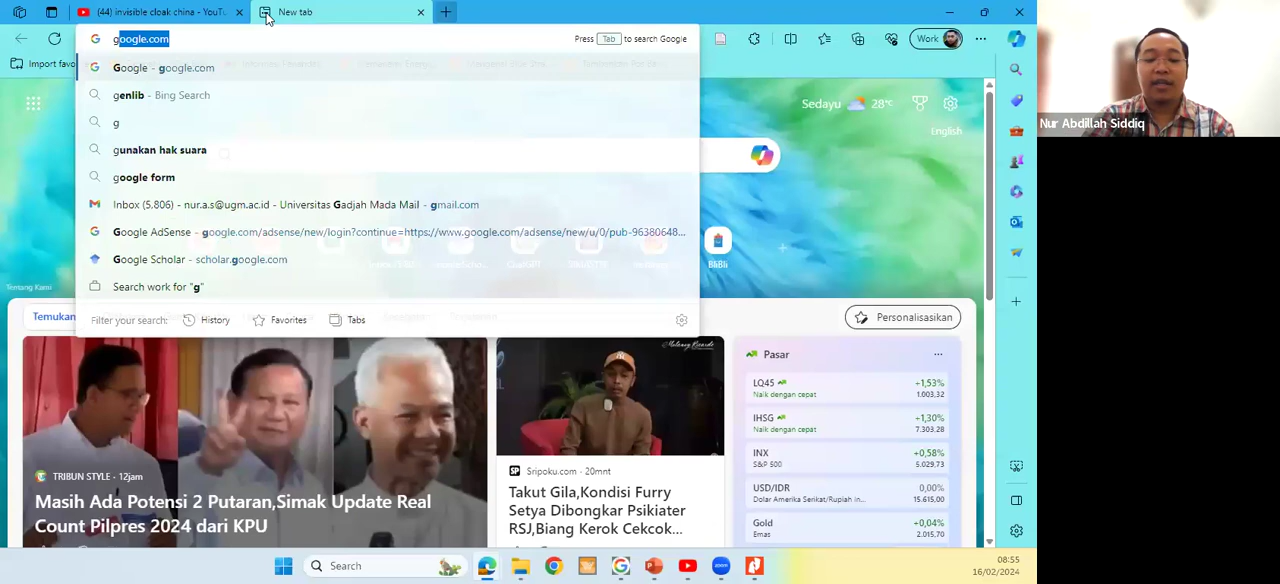 (44) invisible cloak china - YouTu
New tab
google.com
Press Tab to search Google
Work
Import favo
Google - google.com
genlib - Bing Search
g
gunakan hak suara
google form
Inbox (5,806) - nur.a.s@ugm.ac.id - Universitas Gadjah Mada Mail - gmail.com
Google AdSense - google.com/adsense/new/login?continue=https://www.google.com/adsense/new/u/0/pub-96380648...
Google Scholar - scholar.google.com
Search work for "g"
Filter your search:
History
Favorites
Tabs
Sedayu
28°C
English
BliBli
Temukan
Personalisasikan
TRIBUN STYLE - 12jam
Masih Ada Potensi 2 Putaran,Simak Update Real
Count Pilpres 2024 dari KPU
Sripoku.com - 20mnt
Takut Gila,Kondisi Furry
Setya Dibongkar Psikiater
RSJ,Biang Kerok Cekcok...
Pasar
LQ45
+1,53%
Naik dengan cepat
1.003,32
IHSG
+1,30%
Naik dengan cepat
7.303,28
INX
+0,58%
S&P 500
5.029,73
USD/IDR
0,00%
Dolar Amerika Serikat/Rupiah In...
15.615,00
Gold
+0,04%
Emas
2.015,70
Search
08:55
16/02/2024
Nur Abdillah Siddiq